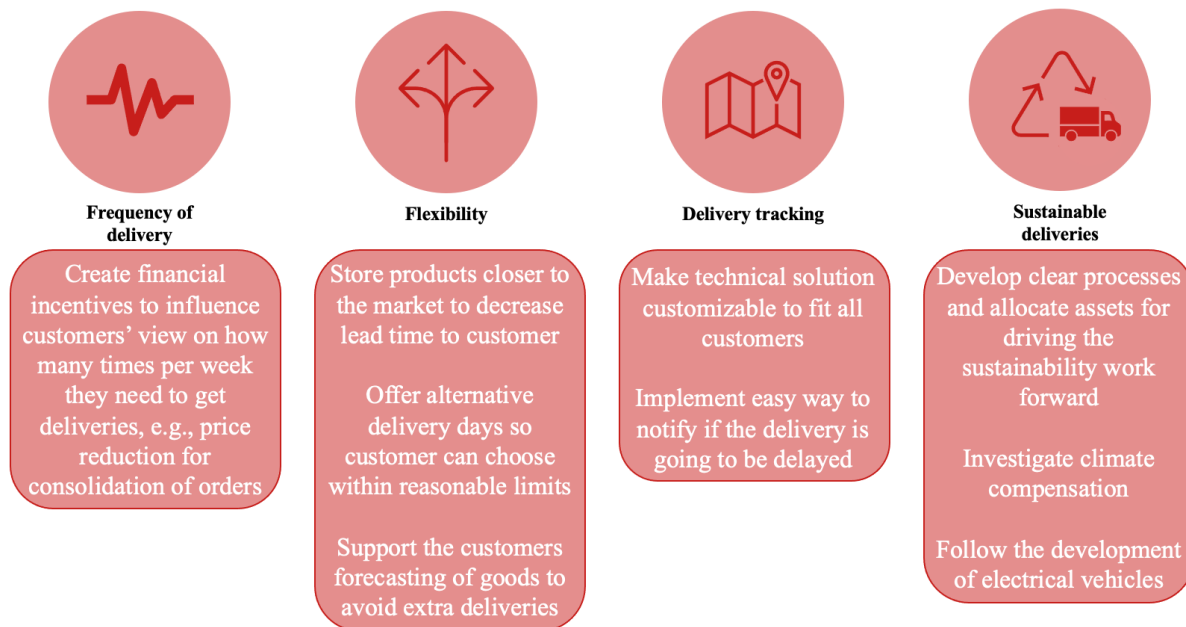 Frequency of
delivery
Create financial
incentives to influence
customers' view on how
many times per week
they need to get
deliveries, e.g., price
reduction for
consolidation of orders
Flexibility
Store products closer to
the market to decrease
lead time to customer
Offer alternative
delivery days so
customer can choose
within reasonable limits
Support the customers
forecasting of goods to
avoid extra deliveries
Delivery tracking
Make technical solution
customizable to fit all
customers
Implement easy way to
notify if the delivery is
going to be delayed
Sustainable
deliveries
Develop clear processes
and allocate assets for
driving the
sustainability work
forward
Investigate climate
compensation
Follow the development
of electrical vehicles